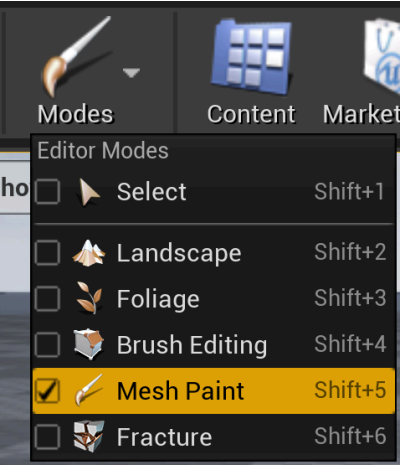 Modes
Content
Market
Editor Modes
ho
Select Shift+1
Landscape Shift+2
Foliage Shift+3
Brush Editing Shift+4
Mesh Paint Shift+5
Fracture Shift+6